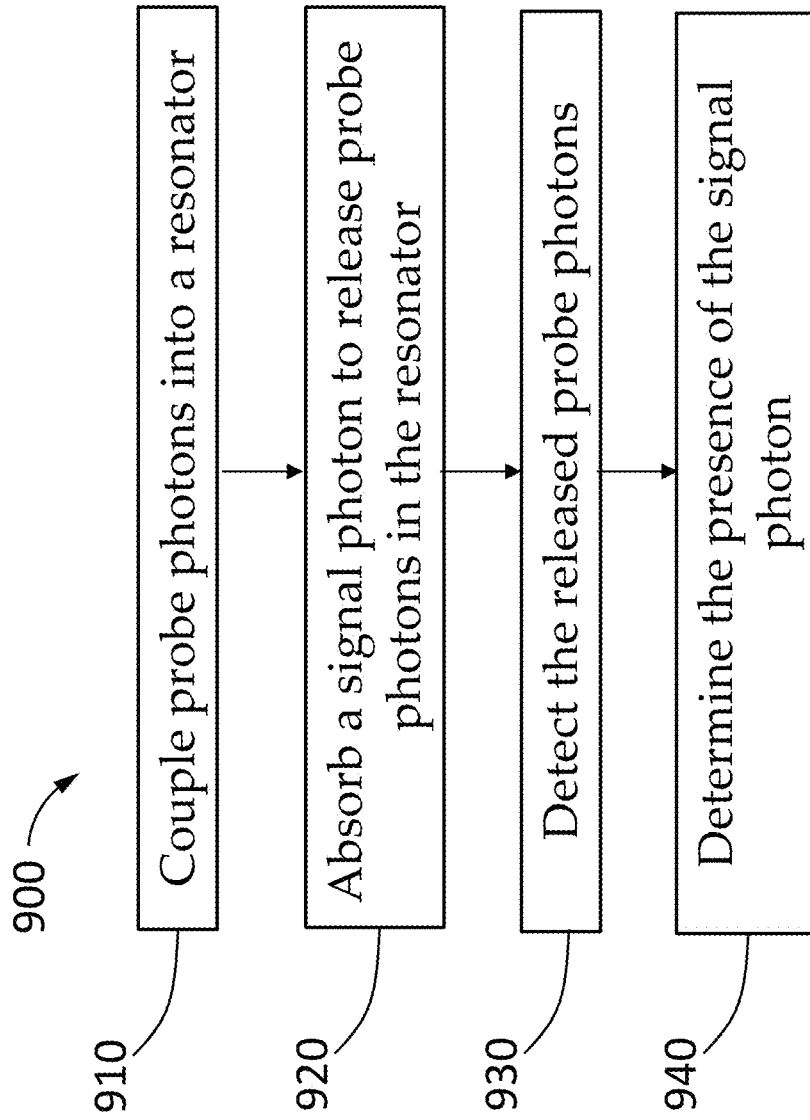 900
910
Couple probe photons into a resonator
920
Absorb a signal photon to release probe
photons in the resonator
930
Detect the released probe photons
940
Determine the presence of the signal
photon